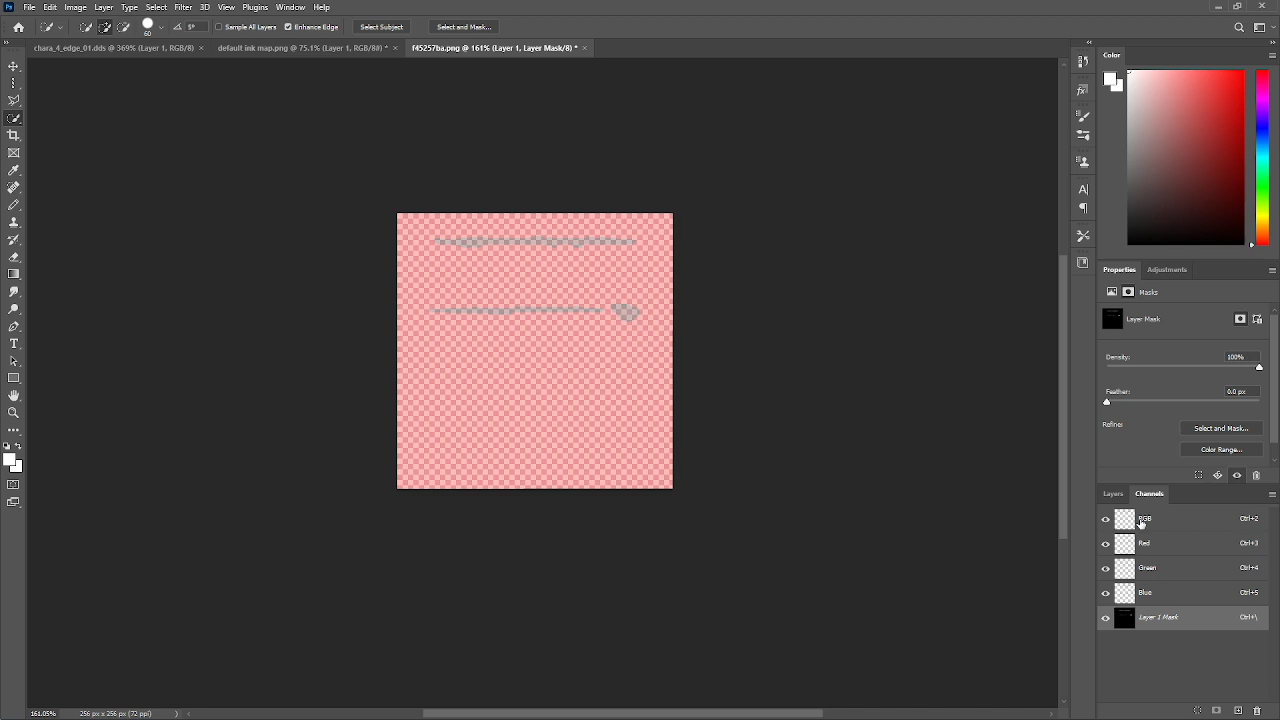 Ps File Edit Image Layer Type Select Filter 3D View Plugins Window Help
60 Sample All Layers Enhance Edge Select Subject Select and Mask...
chara_4_edge_01.dds @ 369% (Layer 1, RGB/8) × default ink map.png @ 75.1% (Layer 1, RGB/8#) * × f45257ba.png @ 161% (Layer 1, Layer Mask/8) * ×
Color
Properties Adjustments
Masks
Layer Mask
Density: 100%
Feather: 0.0 px
Refine: Select and Mask...
Color Range...
Layers Channels
RGB Ctrl+2
Red Ctrl+3
Green Ctrl+4
Blue Ctrl+5
Layer 1 Mask Ctrl+\
161.05% 256 px x 256 px (72 ppi)